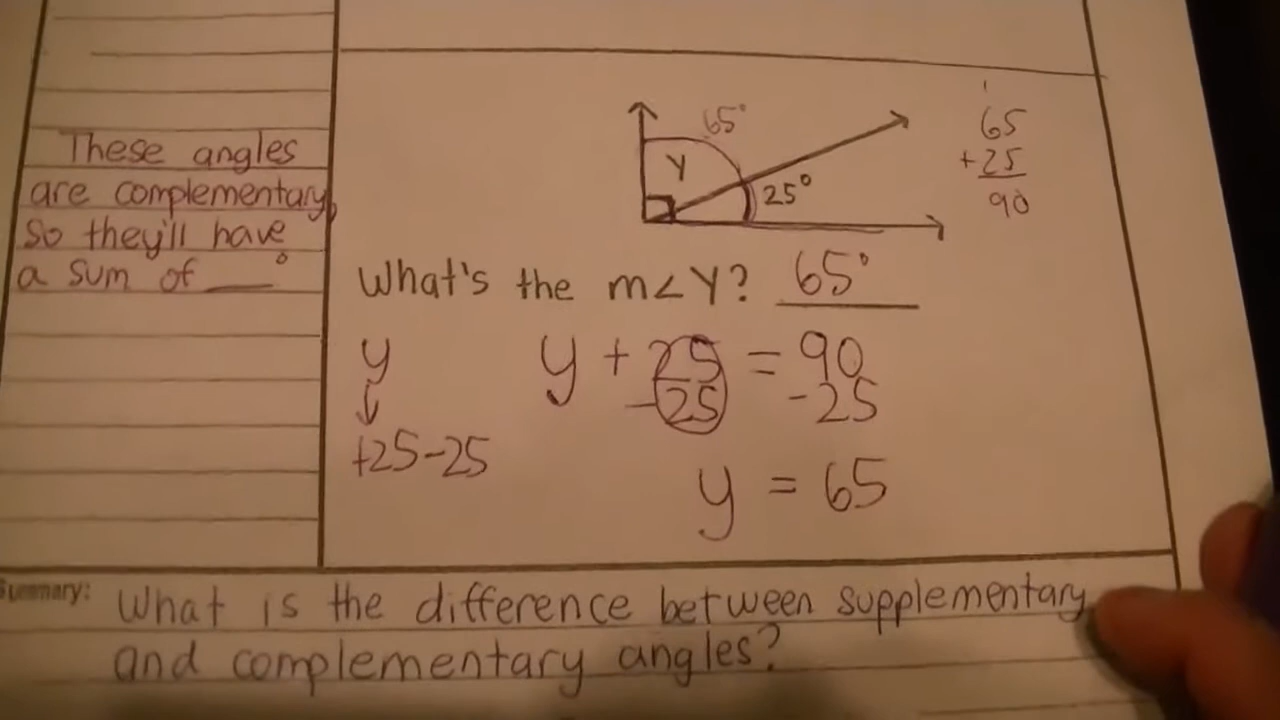 These angles
are complementary,
so they'll have
a sum of ___°
65°
Y
25°
1
65
+25
90
What's the m∠Y? 65°
y
↓
+25-25
y + 25 = 90
-25 -25
y = 65
Summary: What is the difference between supplementary
and complementary angles?